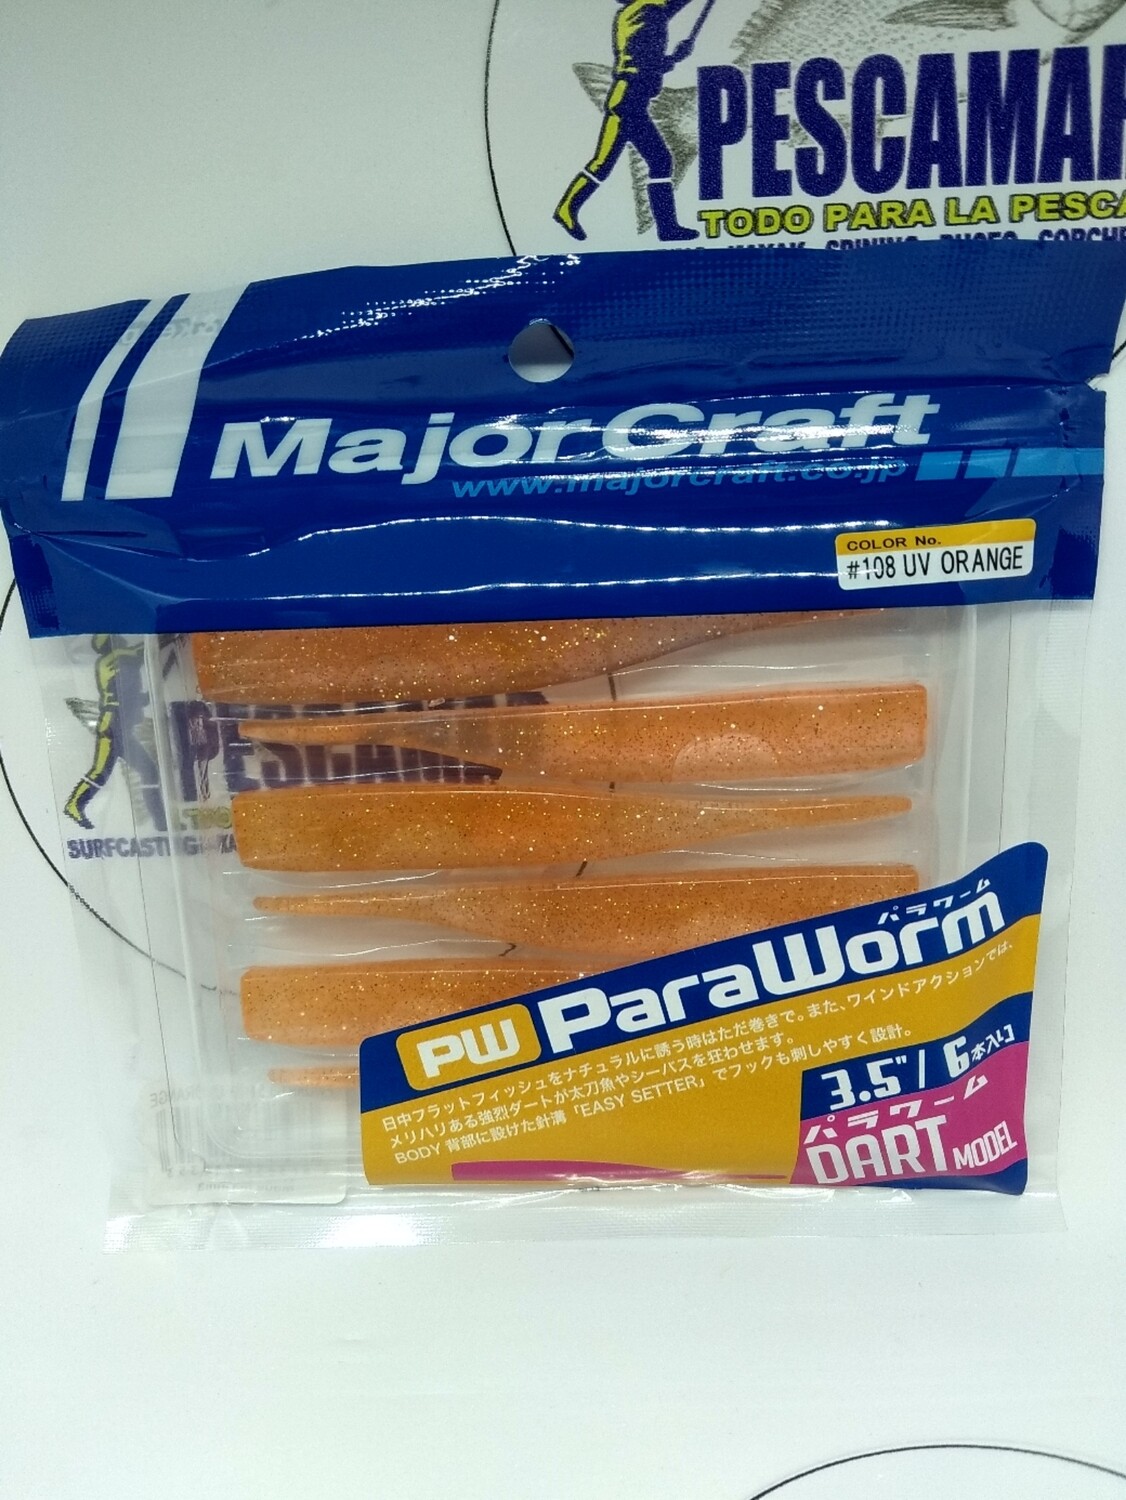 PESCAMAR
TODO PARA LA PESCA
KAYAK SPINING BUCEO CORCHE
MajorCraft
www.majorcraft.co.jp
COLOR No.
#108 UV ORANGE
SURFCASTING KA
パラワーム
PW ParaWorm
日中フラットフィッシュをナチュラルに誘う時はただ巻きで。また、ワインドアクションでは、
メリハリある強烈ダートが太刀魚やシーバスを狂わせます。
BODY 背部に設けた針溝「EASY SETTER」でフックも刺しやすく設計。
3.5" / 6本入り
パラワーム
DART MODEL